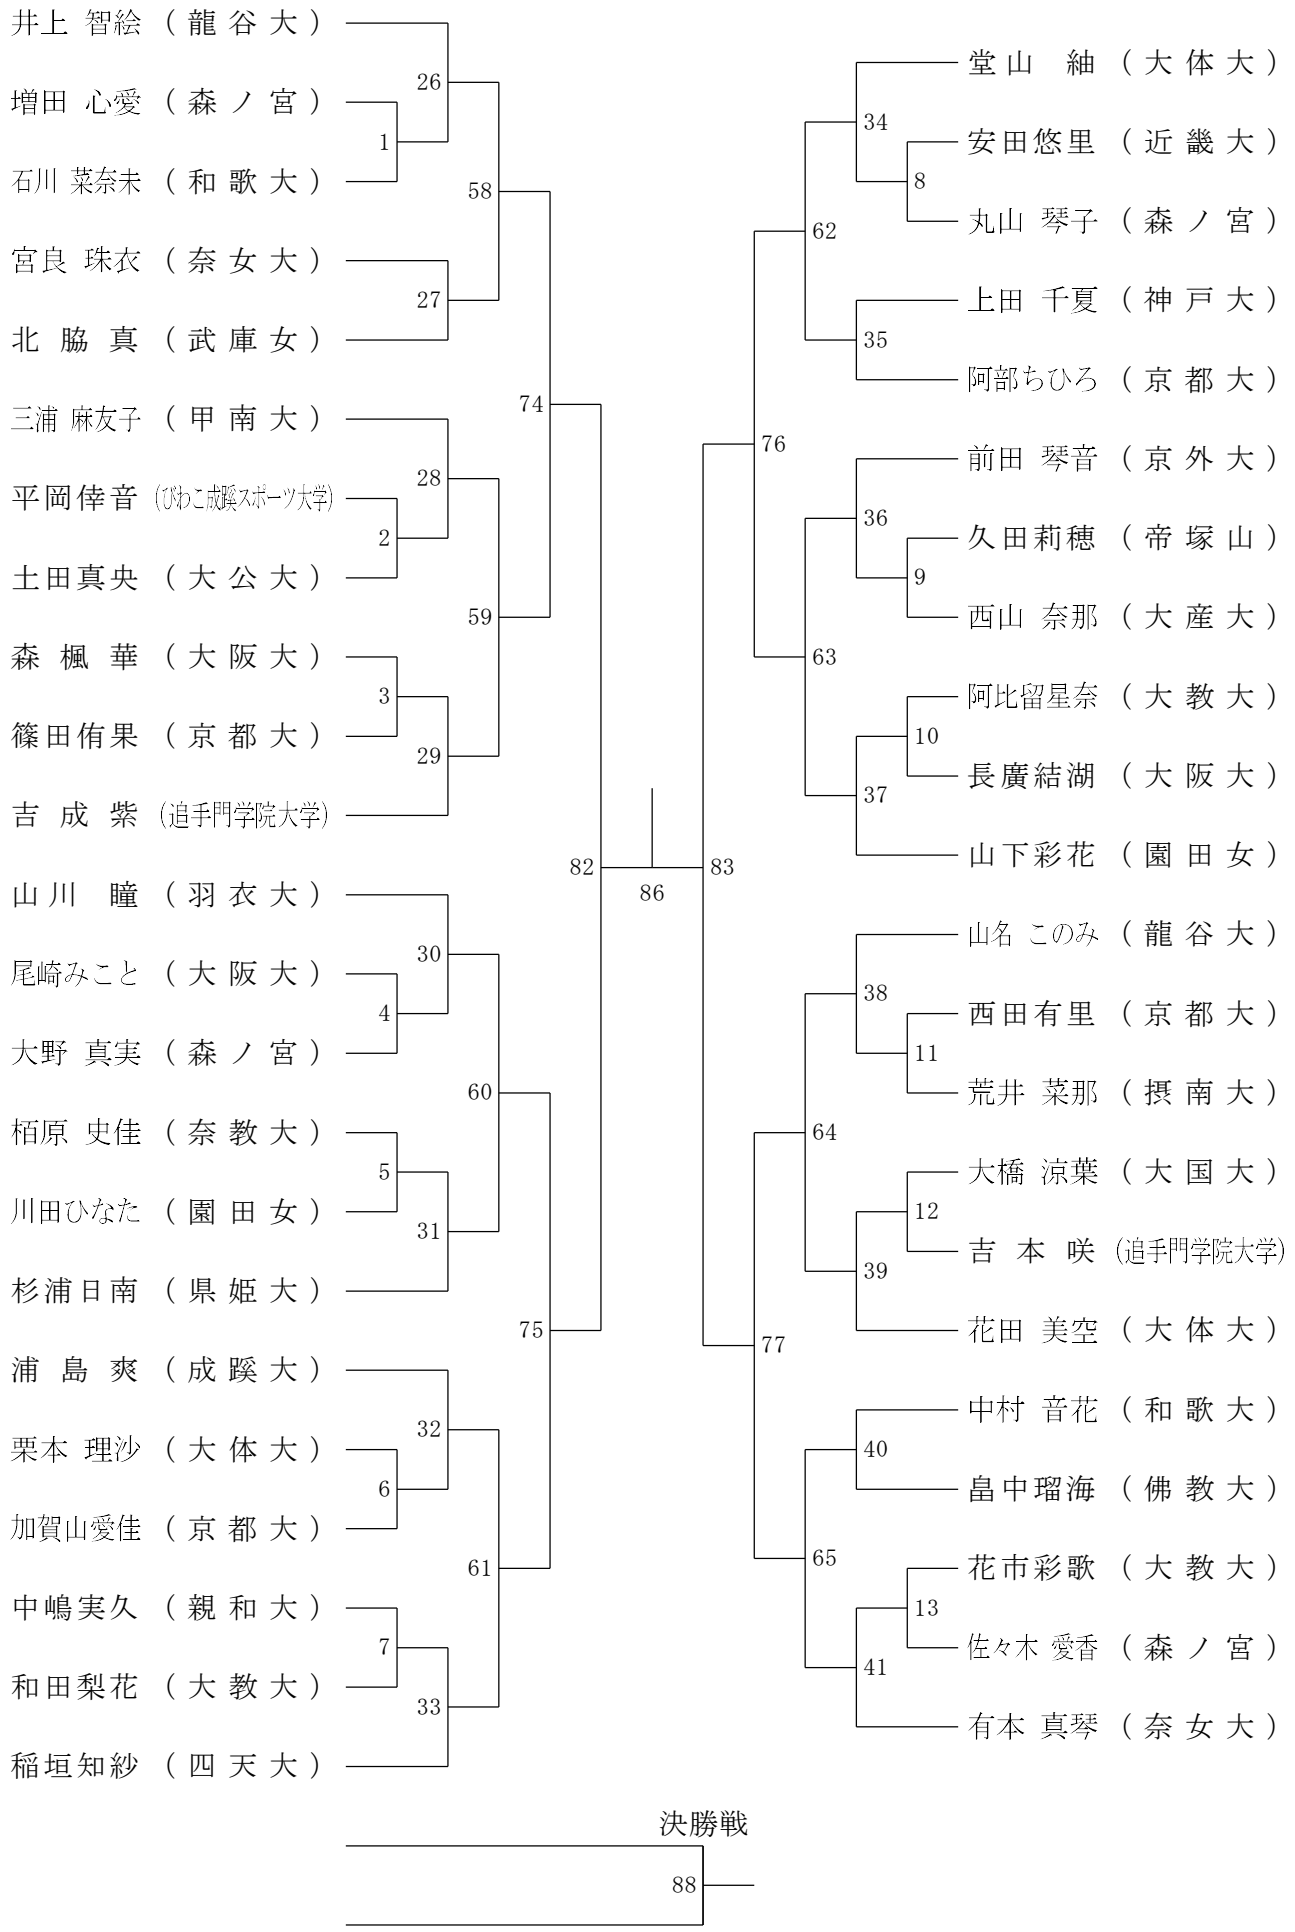 井上 智絵 (龍谷大)
増田 心愛 (森ノ宮)
石川 菜奈未 (和歌大)
宮良 珠衣 (奈女大)
北脇真 (武庫女)
三浦 麻友子 (甲南大)
平岡倖音 (びわこ成蹊スポーツ大学)
土田真央 (大公大)
森楓華 (大阪大)
篠田侑果 (京都大)
吉成紫 (追手門学院大学)
山川 瞳 (羽衣大)
尾崎みこと (大阪大)
大野 真実 (森ノ宮)
栢原 史佳 (奈教大)
川田ひなた (園田女)
杉浦日南 (県姫大)
浦島爽 (成蹊大)
栗本 理沙 (大体大)
加賀山愛佳 (京都大)
中嶋実久 (親和大)
和田梨花 (大教大)
稲垣知紗 (四天大)
1
2
3
4
5
6
7
26
27
28
29
30
31
32
33
58
59
60
61
74
75
82
86
83
76
77
62
63
64
65
34
35
36
37
38
39
40
41
8
9
10
11
12
13
堂山 紬 (大体大)
安田悠里 (近畿大)
丸山 琴子 (森ノ宮)
上田 千夏 (神戸大)
阿部ちひろ (京都大)
前田 琴音 (京外大)
久田莉穂 (帝塚山)
西山 奈那 (大産大)
阿比留星奈 (大教大)
長廣結湖 (大阪大)
山下彩花 (園田女)
山名 このみ (龍谷大)
西田有里 (京都大)
荒井 菜那 (摂南大)
大橋 涼葉 (大国大)
吉本咲 (追手門学院大学)
花田 美空 (大体大)
中村 音花 (和歌大)
畠中瑠海 (佛教大)
花市彩歌 (大教大)
佐々木 愛香 (森ノ宮)
有本 真琴 (奈女大)
決勝戦
88